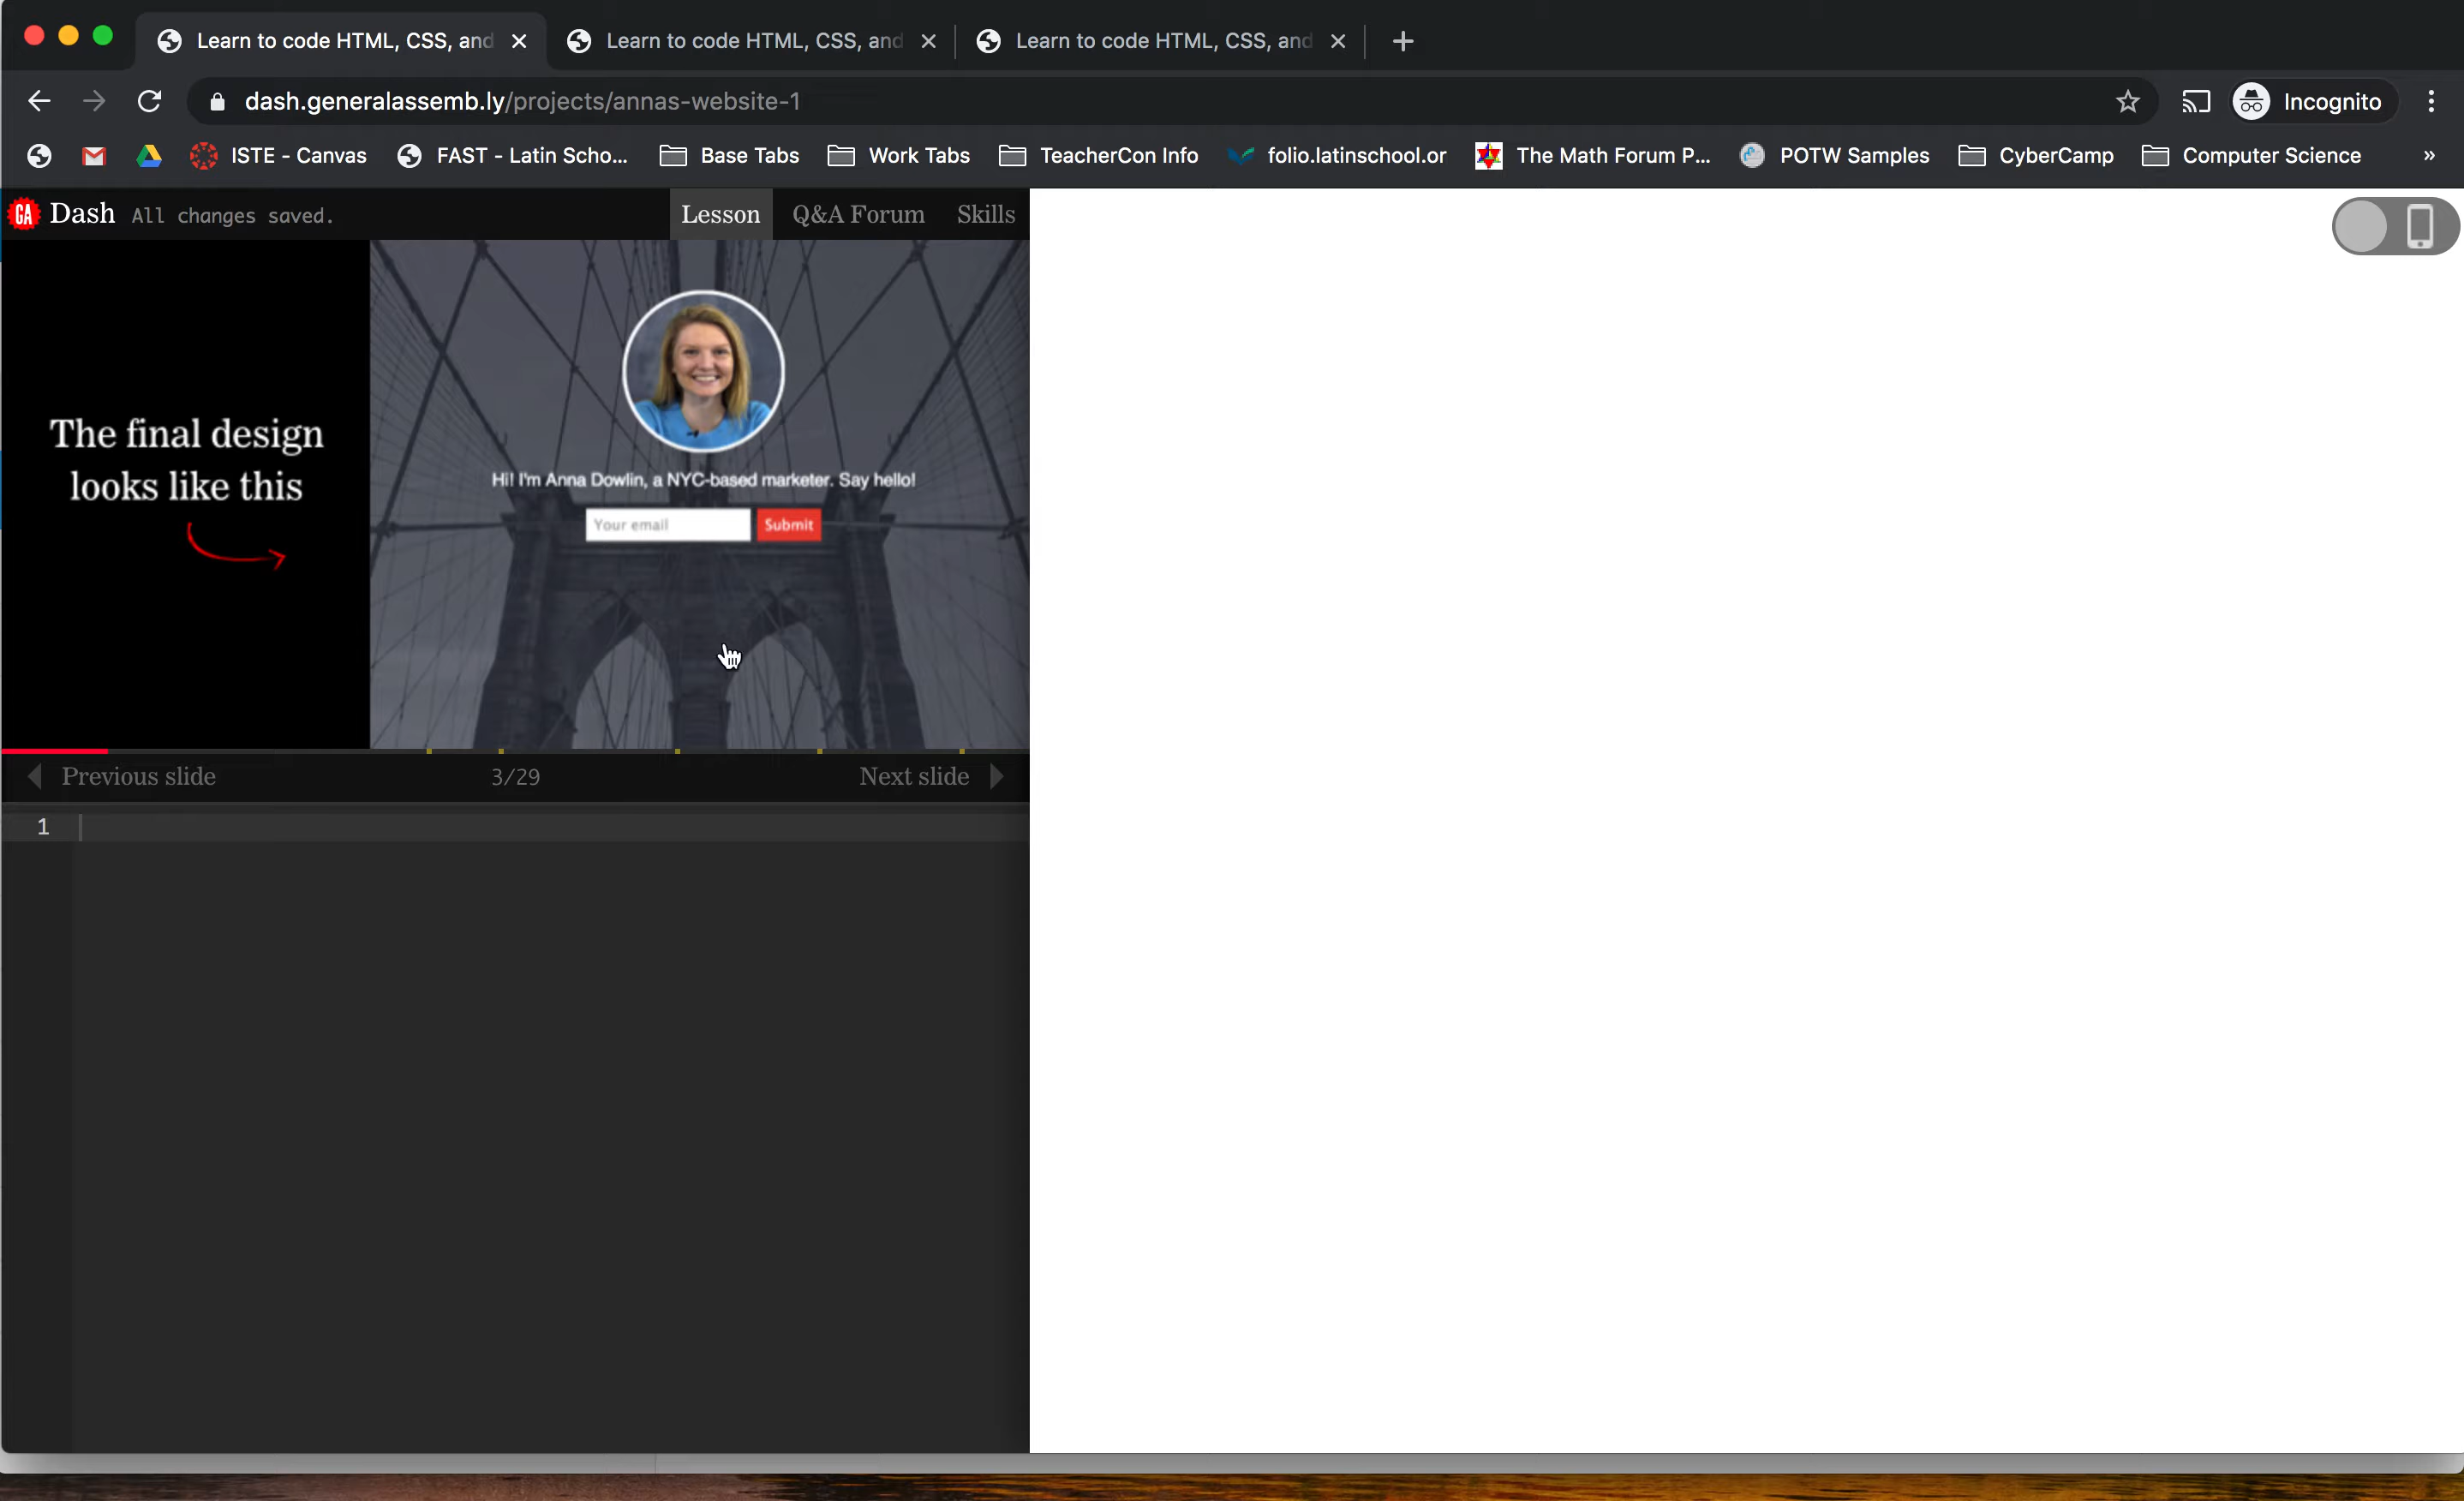 Learn to code HTML, CSS, and
Learn to code HTML, CSS, and
Learn to code HTML, CSS, and
dash.generalassemb.ly/projects/annas-website-1
Incognito
ISTE - Canvas
FAST - Latin Scho...
Base Tabs
Work Tabs
TeacherCon Info
folio.latinschool.or
The Math Forum P...
POTW Samples
CyberCamp
Computer Science
»
GA
Dash
All changes saved.
Lesson
Q&A Forum
Skills
The final design
looks like this
Hi! I'm Anna Dowlin, a NYC-based marketer. Say hello!
Your email
Submit
Previous slide
3/29
Next slide
1